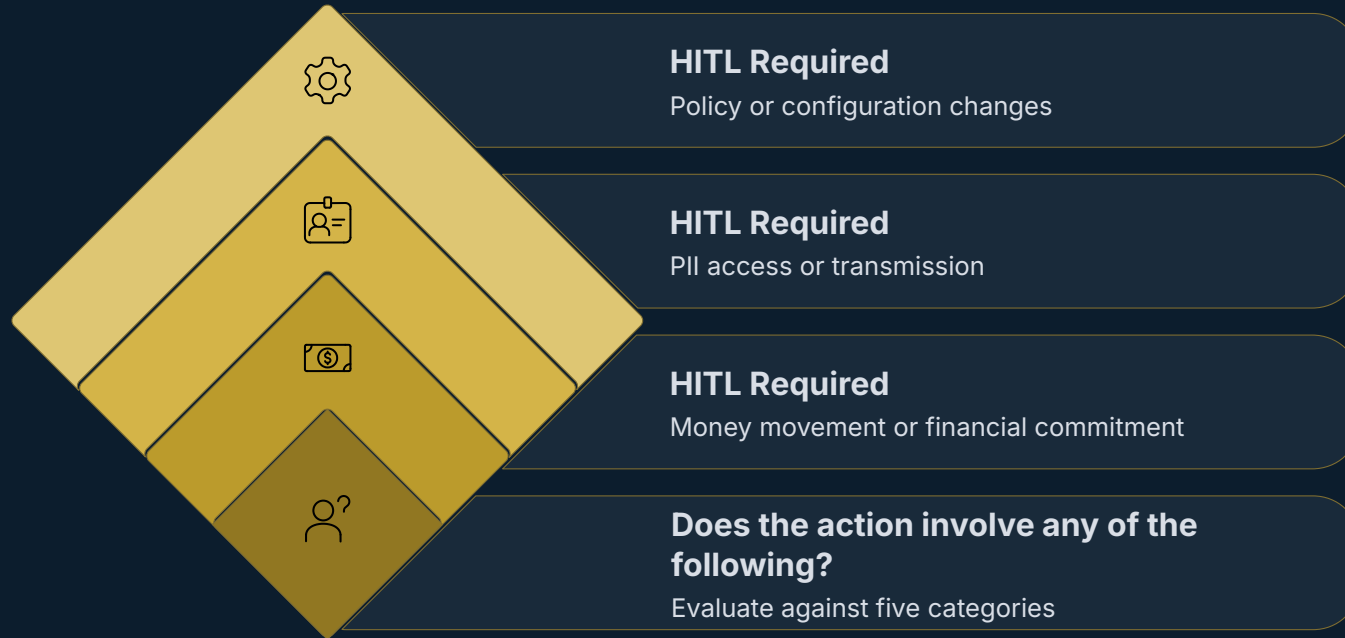 HITL Required
Policy or configuration changes
HITL Required
PII access or transmission
HITL Required
Money movement or financial commitment
Does the action involve any of the
following?
Evaluate against five categories